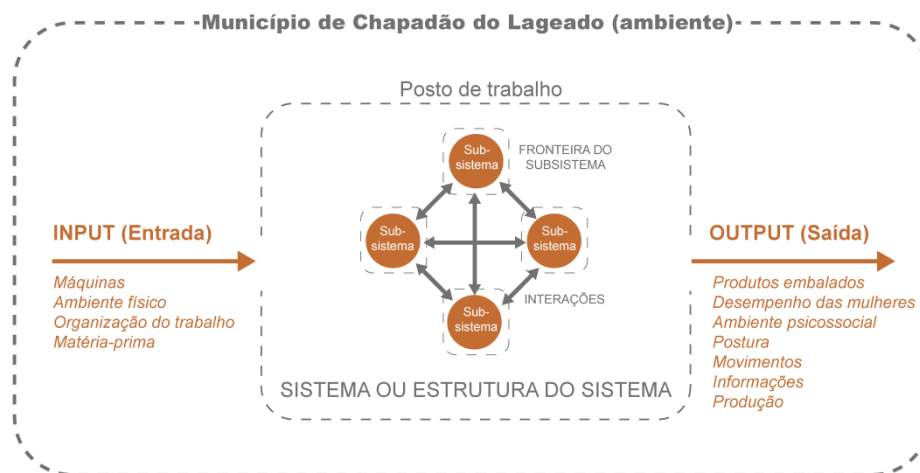 Município de Chapadão do Lageado (ambiente)
Posto de trabalho
Sub-
sistema
FRONTEIRA DO
SUBSISTEMA
INPUT (Entrada)
Máquinas
Ambiente físico
Organização do trabalho
Matéria-prima
Sub-
sistema
Sub-
sistema
Sub-
sistema
INTERAÇÕES
SISTEMA OU ESTRUTURA DO SISTEMA
OUTPUT (Saída)
Produtos embalados
Desempenho das mulheres
Ambiente psicossocial
Postura
Movimentos
Informações
Produção